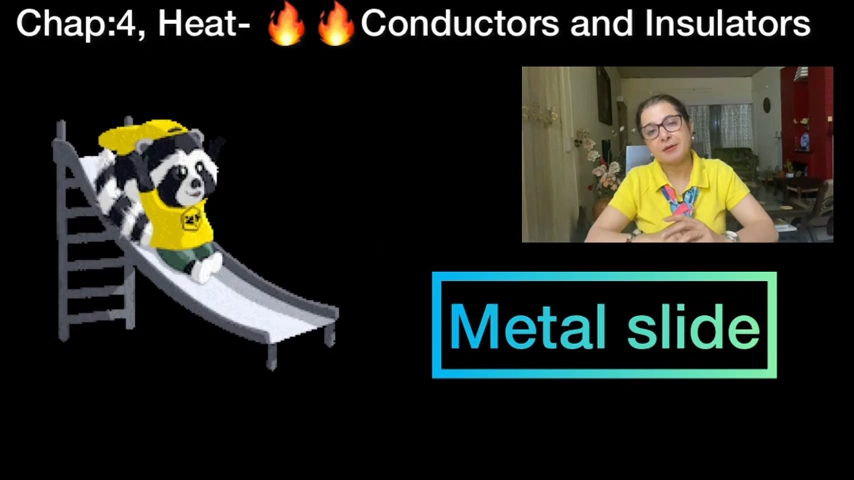 Chap:4, Heat- 🔥🔥Conductors and Insulators
Metal slide